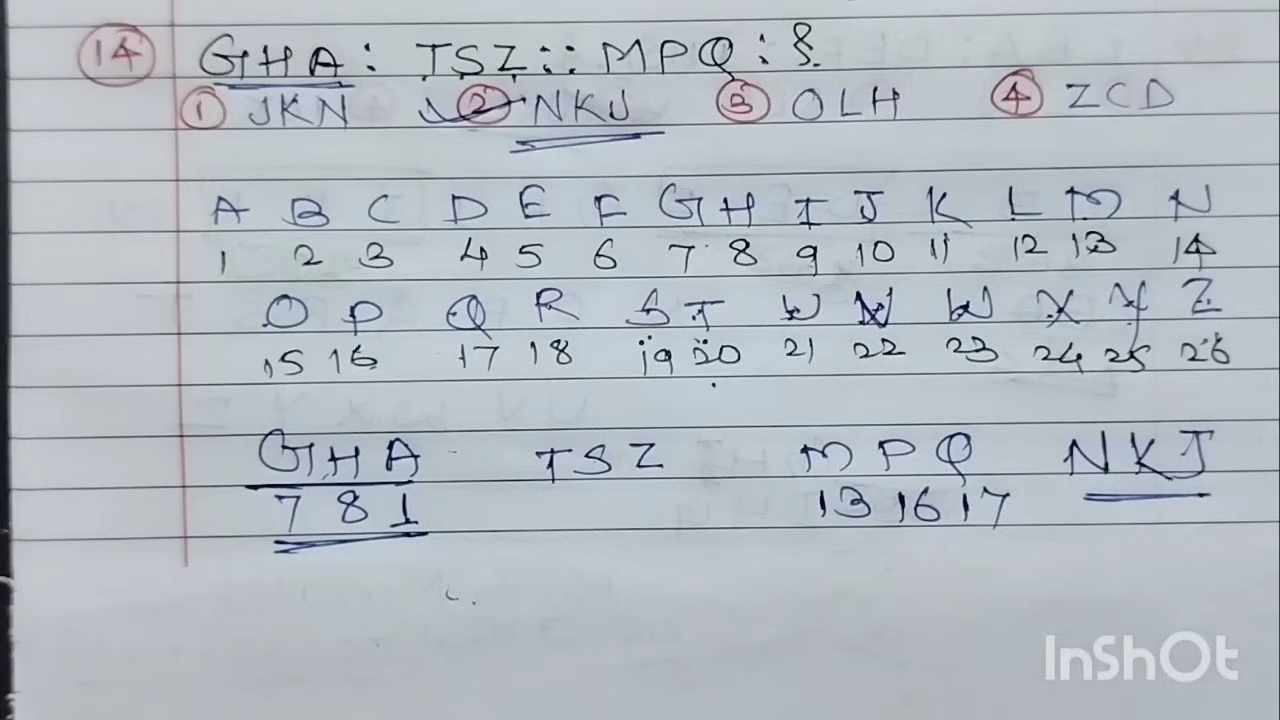 14 GHA : TSZ :: MPQ : ?
1 JKN 2 NKJ 3 OLH 4 ZCD
A B C D E F G H I J K L M N
1 2 3 4 5 6 7 8 9 10 11 12 13 14
O P Q R S T U V W X Y Z
15 16 17 18 19 20 21 22 23 24 25 26
GHA TSZ MPQ NKJ
7 8 1 13 16 17
InShOt